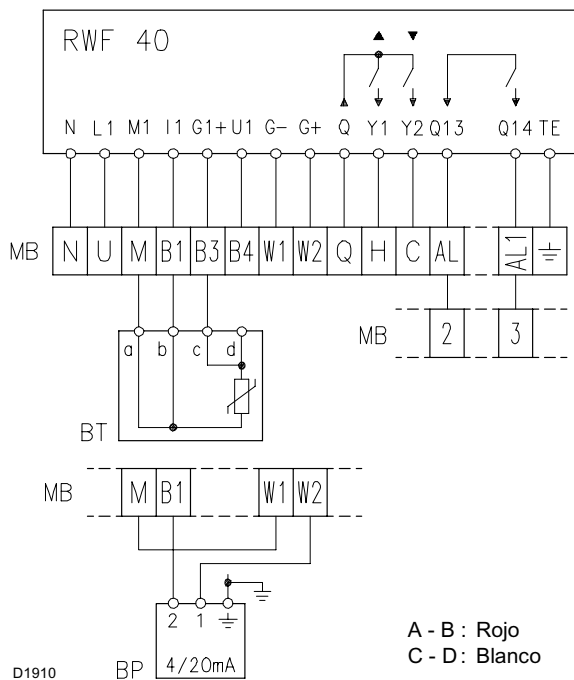 RWF 40
▲ ▼
N L1 M1 I1 G1+ U1 G- G+ Q Y1 Y2 Q13 Q14 TE
MB N U M B1 B3 B4 W1 W2 Q H C AL AL1
MB 2 3
a b c d
BT
MB M B1 W1 W2
2 1
BP 4/20mA
A - B : Rojo
C - D : Blanco
D1910